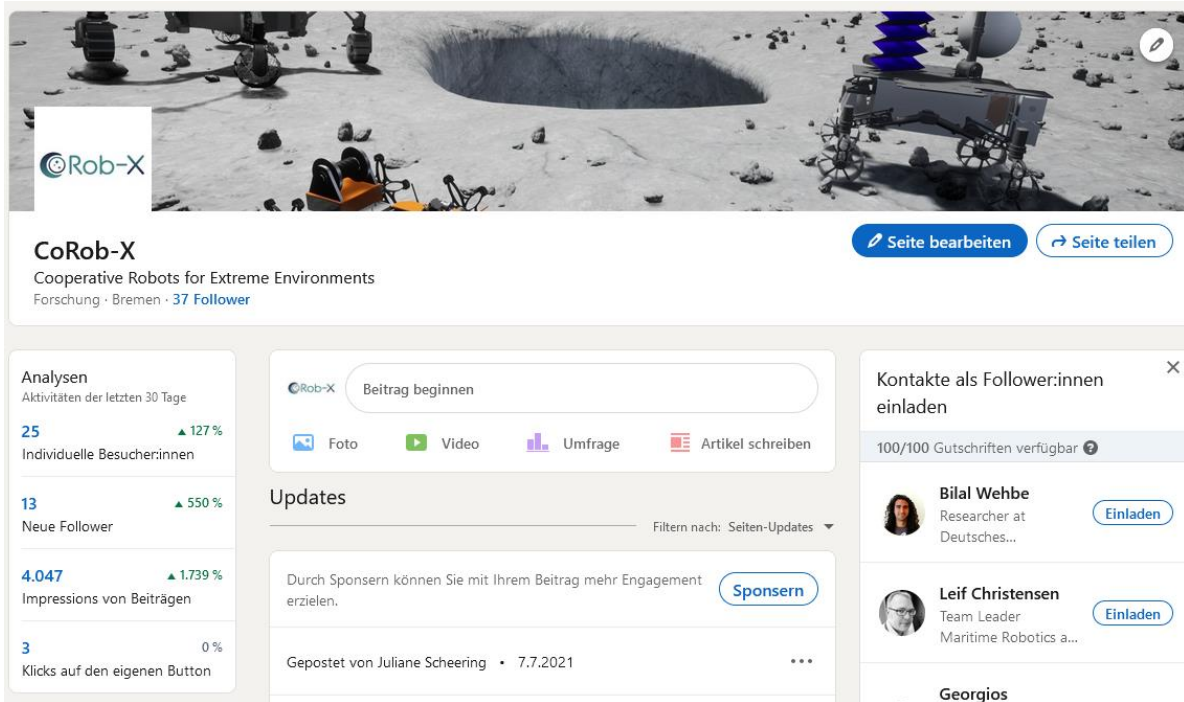 CoRob-X
Seite bearbeiten
Seite teilen
CoRob-X
Cooperative Robots for Extreme Environments
Forschung · Bremen · 37 Follower
Analysen
Aktivitäten der letzten 30 Tage
25 ▲ 127 %
Individuelle Besucher:innen
13 ▲ 550 %
Neue Follower
4.047 ▲ 1.739 %
Impressions von Beiträgen
3 0 %
Klicks auf den eigenen Button
CoRob-X
Beitrag beginnen
Foto Video Umfrage Artikel schreiben
Updates
Filtern nach: Seiten-Updates
Durch Sponsern können Sie mit Ihrem Beitrag mehr Engagement
erzielen.
Sponsern
Gepostet von Juliane Scheering • 7.7.2021
Kontakte als Follower:innen
einladen
100/100 Gutschriften verfügbar
Bilal Wehbe
Researcher at
Deutsches...
Einladen
Leif Christensen
Team Leader
Maritime Robotics a...
Einladen
Georgios